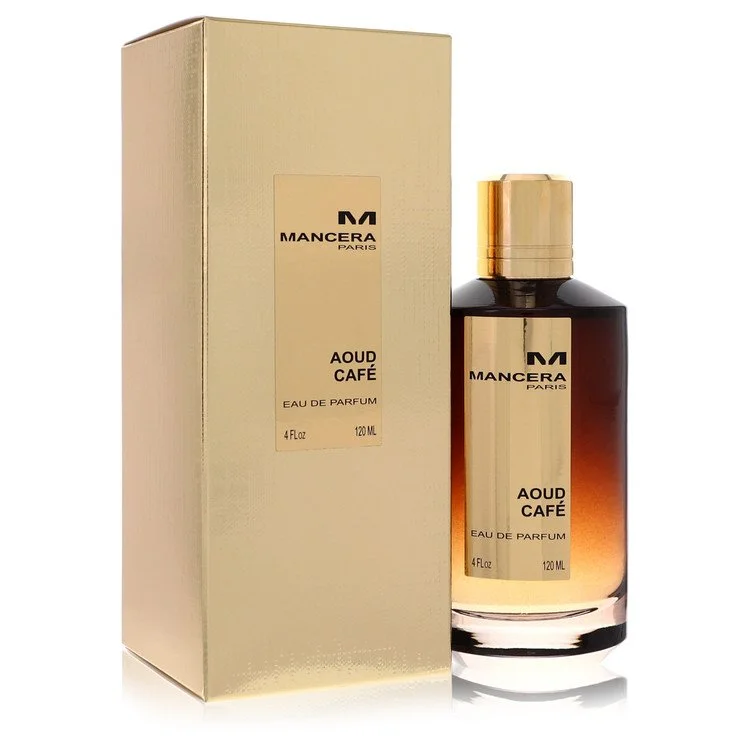 M
MANCERA
PARIS
AOUD
CAFÉ
EAU DE PARFUM
4 FLoz 120 ML
M
MANCERA
PARIS
AOUD
CAFÉ
EAU DE PARFUM
4 FLoz 120 ML